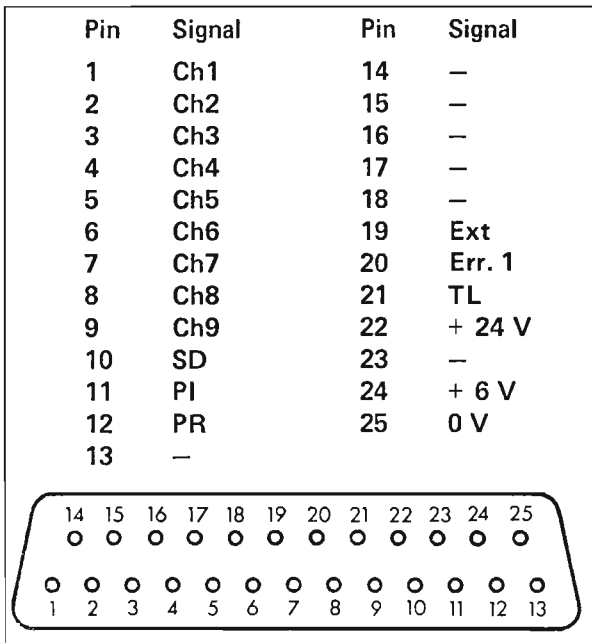 Pin Signal Pin Signal
1 Ch1 14 –
2 Ch2 15 –
3 Ch3 16 –
4 Ch4 17 –
5 Ch5 18 –
6 Ch6 19 Ext
7 Ch7 20 Err. 1
8 Ch8 21 TL
9 Ch9 22 + 24 V
10 SD 23 –
11 PI 24 + 6 V
12 PR 25 0 V
13 –
14 15 16 17 18 19 20 21 22 23 24 25
1 2 3 4 5 6 7 8 9 10 11 12 13